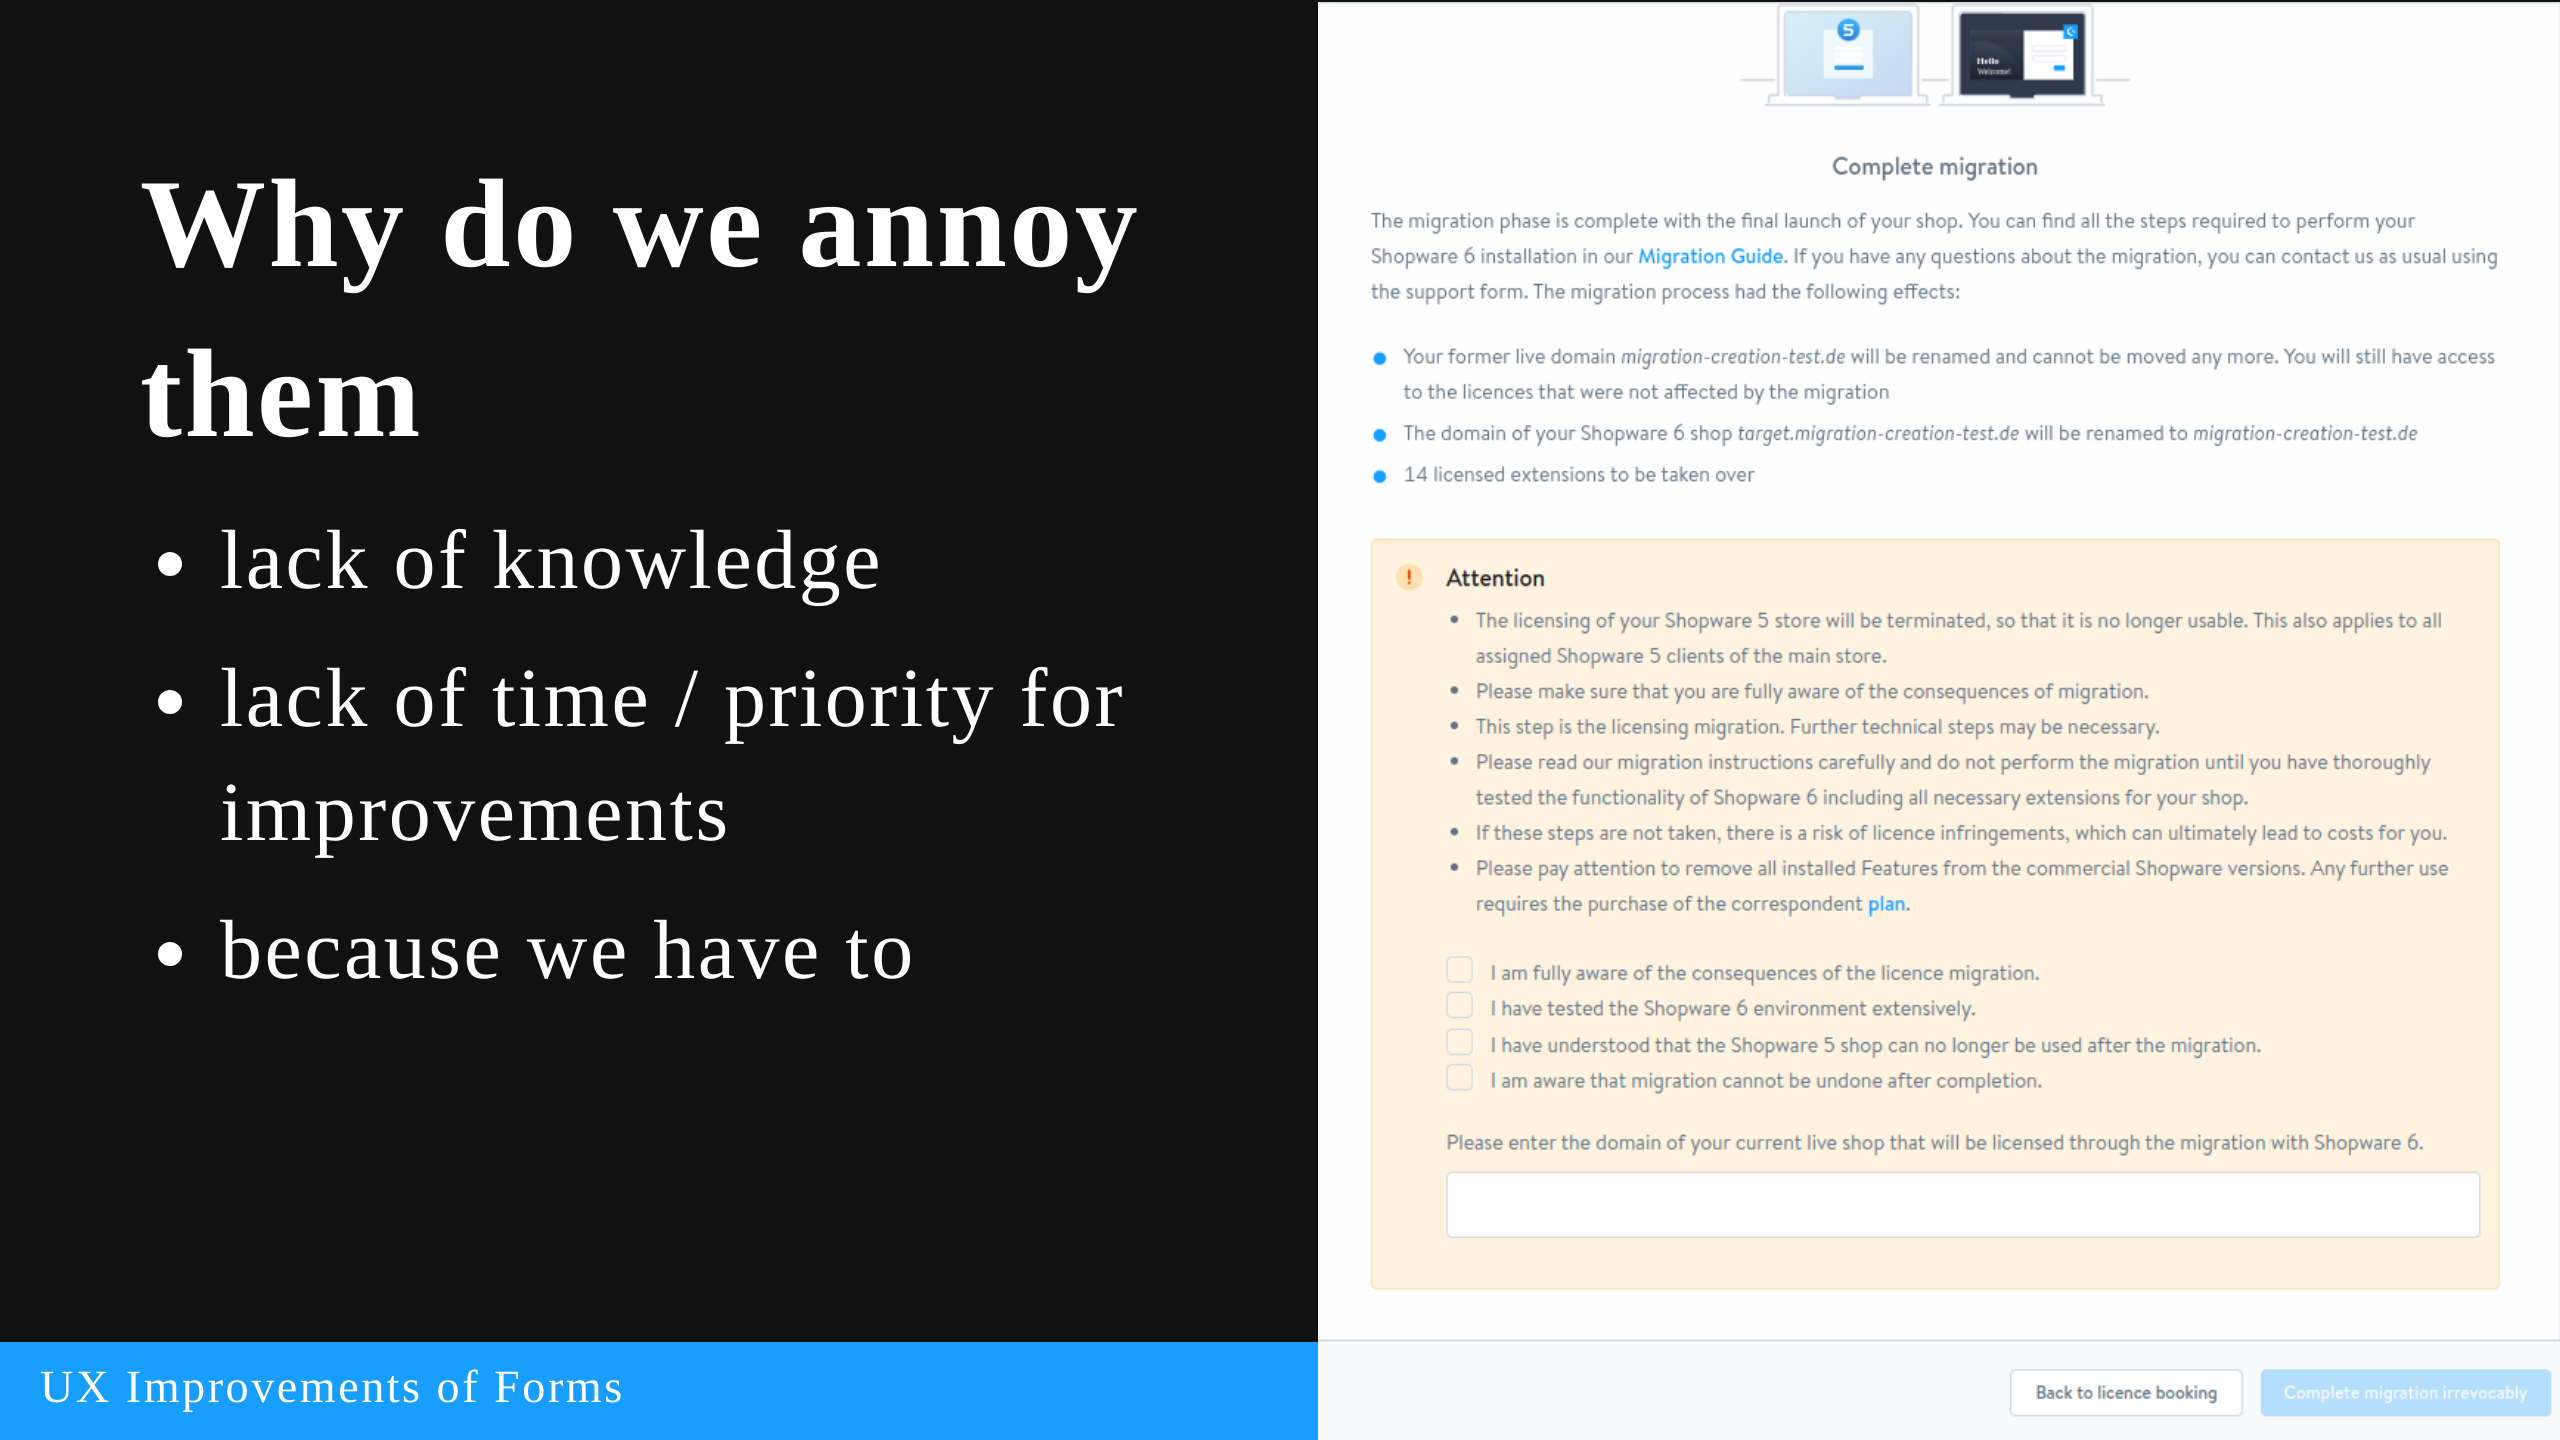 Why do we annoy
them
• lack of knowledge
• lack of time / priority for
improvements
• because we have to
UX Improvements of Forms
Hello
Welcome!
Complete migration
The migration phase is complete with the final launch of your shop. You can find all the steps required to perform your
Shopware 6 installation in our Migration Guide. If you have any questions about the migration, you can contact us as usual using
the support form. The migration process had the following effects:
• Your former live domain migration-creation-test.de will be renamed and cannot be moved any more. You will still have access
to the licences that were not affected by the migration
• The domain of your Shopware 6 shop target.migration-creation-test.de will be renamed to migration-creation-test.de
• 14 licensed extensions to be taken over
! Attention
• The licensing of your Shopware 5 store will be terminated, so that it is no longer usable. This also applies to all
assigned Shopware 5 clients of the main store.
• Please make sure that you are fully aware of the consequences of migration.
• This step is the licensing migration. Further technical steps may be necessary.
• Please read our migration instructions carefully and do not perform the migration until you have thoroughly
tested the functionality of Shopware 6 including all necessary extensions for your shop.
• If these steps are not taken, there is a risk of licence infringements, which can ultimately lead to costs for you.
• Please pay attention to remove all installed Features from the commercial Shopware versions. Any further use
requires the purchase of the correspondent plan.
I am fully aware of the consequences of the licence migration.
I have tested the Shopware 6 environment extensively.
I have understood that the Shopware 5 shop can no longer be used after the migration.
I am aware that migration cannot be undone after completion.
Please enter the domain of your current live shop that will be licensed through the migration with Shopware 6.
Back to licence booking
Complete migration irrevocably